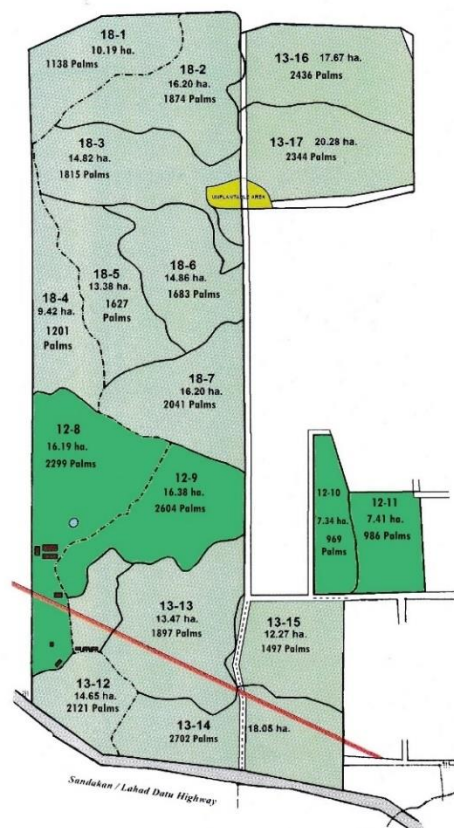 18-1
10.19 ha.
1138 Palms
18-2
16.20 ha.
1874 Palms
13-16 17.67 ha.
2436 Palms
13-17 20.28 ha.
2344 Palms
18-3
14.82 ha.
1815 Palms
UNPLANTABLE AREA
18-4
9.42 ha.
1201
Palms
18-5
13.38 ha.
1627
Palms
18-6
14.86 ha.
1683 Palms
18-7
16.20 ha.
2041 Palms
12-8
16.19 ha.
2299 Palms
12-9
16.38 ha.
2604 Palms
12-10
7.34 ha.
969
Palms
12-11
7.41 ha.
986 Palms
13-13
13.47 ha.
1897 Palms
13-15
12.27 ha.
1497 Palms
13-12
14.65 ha.
2121 Palms
13-14
2702 Palms
18.05 ha.
Sandakan / Lahad Datu Highway